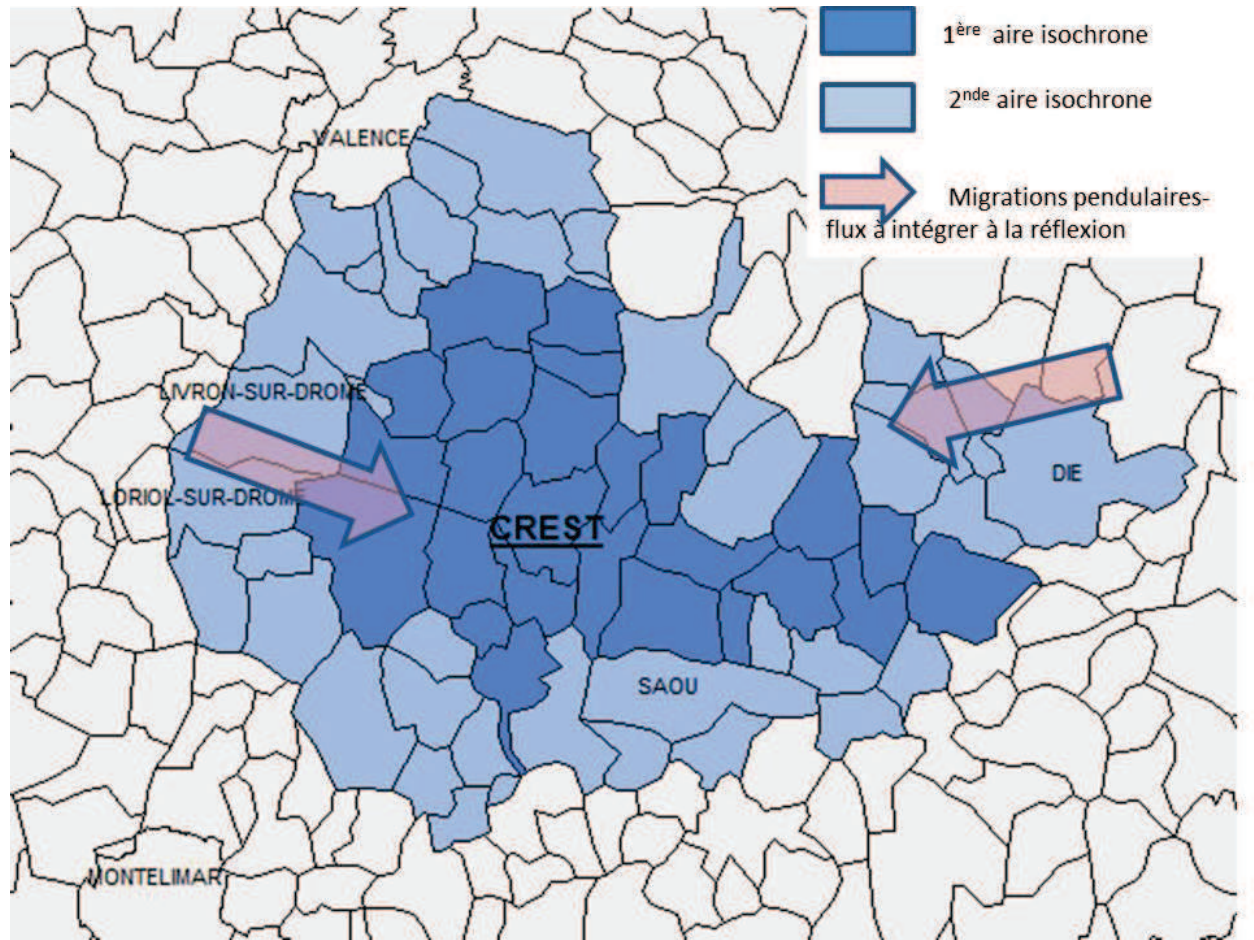 1ère aire isochrone
2nde aire isochrone
Migrations pendulaires-
flux à intégrer à la réflexion
VALENCE
LIVRON-SUR-DROME
LORIOL-SUR-DROME
DIE
CREST
SAOU
MONTELIMAR